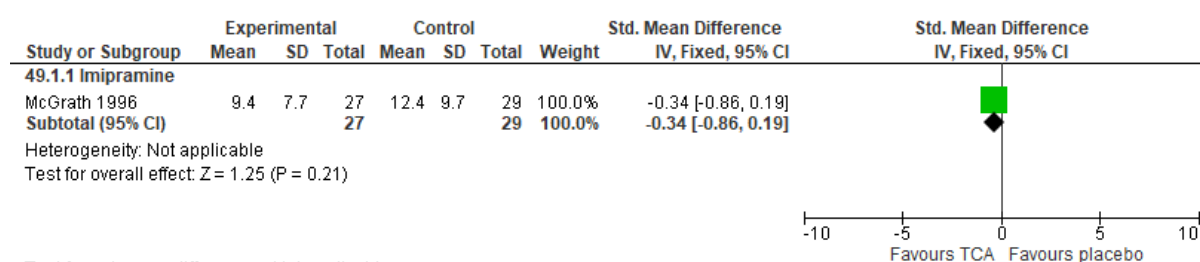 Experimental Control Std. Mean Difference Std. Mean Difference
Study or Subgroup Mean SD Total Mean SD Total Weight IV, Fixed, 95% CI IV, Fixed, 95% CI
49.1.1 Imipramine
McGrath 1996 9.4 7.7 27 12.4 9.7 29 100.0% -0.34 [-0.86, 0.19]
Subtotal (95% CI) 27 29 100.0% -0.34 [-0.86, 0.19]
Heterogeneity: Not applicable
Test for overall effect: Z = 1.25 (P = 0.21)
-10 -5 0 5 10
Favours TCA Favours placebo